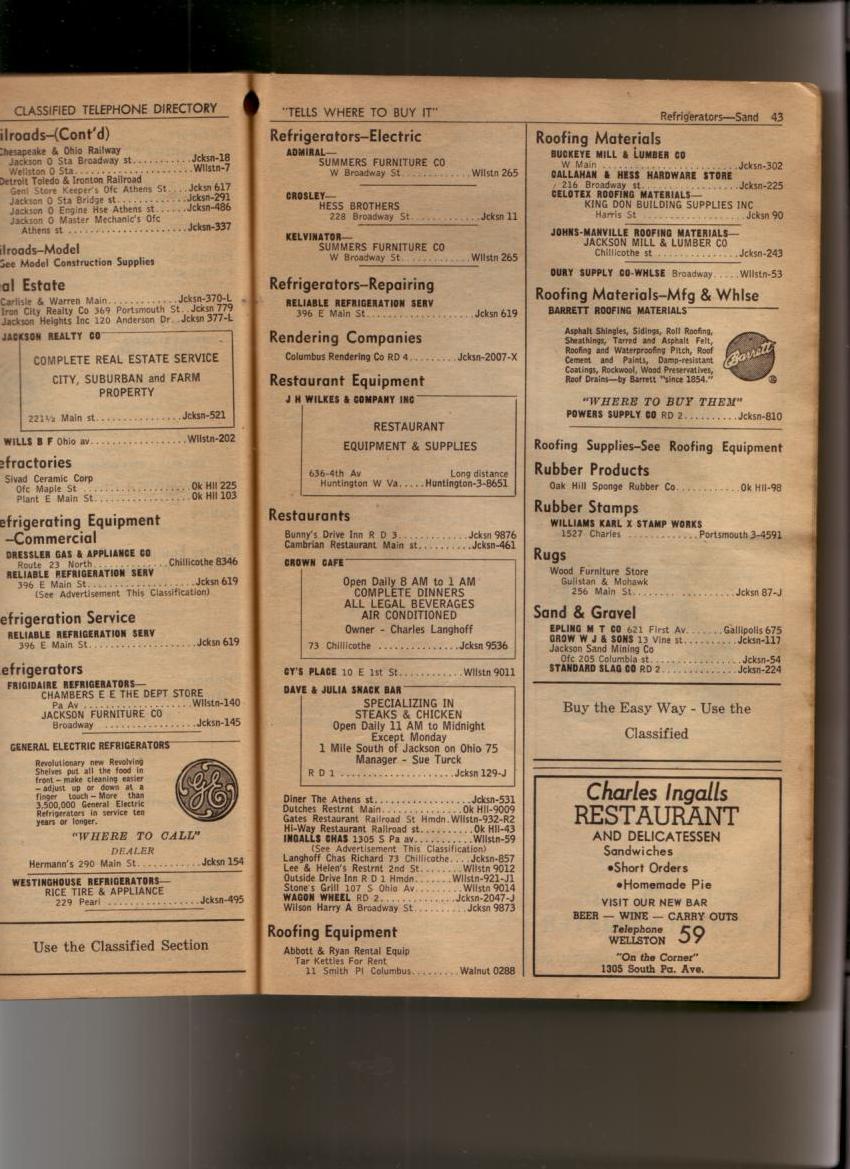 CLASSIFIED TELEPHONE DIRECTORY
ilroads—(Cont'd)
Chesapeake & Ohio Railway
Jackson O Sta Broadway st..........Jcksn-18
Wellston O Sta....................Wllstn-7
Detroit Toledo & Ironton Railroad
Genl Store Keeper's Ofc Athens St....Jcksn 617
Jackson O Sta Bridge st............Jcksn-291
Jackson O Engine Hse Athens st.....Jcksn-486
Jackson O Master Mechanic's Ofc
Athens st ......................Jcksn-337
ilroads—Model
See Model Construction Supplies
al Estate
Carlisle & Warren Main............Jcksn-370-L
Iron City Realty Co 369 Portsmouth St..Jcksn 779
Jackson Heights Inc 120 Anderson Dr..Jcksn 377-L
JACKSON REALTY CO
COMPLETE REAL ESTATE SERVICE
CITY, SUBURBAN and FARM
PROPERTY
221½ Main st...............Jcksn-521
WILLS B F Ohio av.................Wllstn-202
efractories
Sivad Ceramic Corp
Ofc Maple St ....................Ok Hll 225
Plant E Main St..................Ok Hll 103
efrigerating Equipment
—Commercial
DRESSLER GAS & APPLIANCE CO
Route 23 North..............Chillicothe 8346
RELIABLE REFRIGERATION SERV
396 E Main St....................Jcksn 619
(See Advertisement This Classification)
efrigeration Service
RELIABLE REFRIGERATION SERV
396 E Main St....................Jcksn 619
efrigerators
FRIGIDAIRE REFRIGERATORS—
CHAMBERS E E THE DEPT STORE
Pa Av ....................Wllstn-140
JACKSON FURNITURE CO
Broadway ..................Jcksn-145
GENERAL ELECTRIC REFRIGERATORS
Revolutionary new Revolving
Shelves put all the food in
front — make cleaning easier
— adjust up or down at a
finger touch — More than
3,500,000 General Electric
Refrigerators in service ten
years or longer.
GE
"WHERE TO CALL"
DEALER
Hermann's 290 Main St............Jcksn 154
WESTINGHOUSE REFRIGERATORS—
RICE TIRE & APPLIANCE
229 Pearl ..................Jcksn-495
Use the Classified Section
"TELLS WHERE TO BUY IT"
Refrigerators—Electric
ADMIRAL—
SUMMERS FURNITURE CO
W Broadway St............Wllstn 265
CROSLEY—
HESS BROTHERS
228 Broadway St............Jcksn 11
KELVINATOR—
SUMMERS FURNITURE CO
W Broadway St............Wllstn 265
Refrigerators—Repairing
RELIABLE REFRIGERATION SERV
396 E Main St....................Jcksn 619
Rendering Companies
Columbus Rendering Co RD 4........Jcksn-2007-X
Restaurant Equipment
J H WILKES & COMPANY INC
RESTAURANT
EQUIPMENT & SUPPLIES
636-4th Av Long distance
Huntington W Va.....Huntington-3-8651
Restaurants
Bunny's Drive Inn R D 3............Jcksn 9876
Cambrian Restaurant Main st.........Jcksn-461
CROWN CAFE
Open Daily 8 AM to 1 AM
COMPLETE DINNERS
ALL LEGAL BEVERAGES
AIR CONDITIONED
Owner - Charles Langhoff
73 Chillicothe ..............Jcksn 9536
CY'S PLACE 10 E 1st St............Wllstn 9011
DAVE & JULIA SNACK BAR
SPECIALIZING IN
STEAKS & CHICKEN
Open Daily 11 AM to Midnight
Except Monday
1 Mile South of Jackson on Ohio 75
Manager - Sue Turck
R D 1 ....................Jcksn 129-J
Diner The Athens st................Jcksn-531
Dutches Restrnt Main...............Ok Hll-9009
Gates Restaurant Railroad St Hmdn.Wllstn-932-R2
Hi-Way Restaurant Railroad st........Ok Hll-43
INGALLS CHAS 1305 S Pa av..........Wllstn-59
(See Advertisement This Classification)
Langhoff Chas Richard 73 Chillicothe....Jcksn-857
Lee & Helen's Restrnt 2nd St.......Wllstn 9012
Outside Drive Inn R D 1 Hmdn......Wllstn-921-J1
Stone's Grill 107 S Ohio Av........Wllstn 9014
WAGON WHEEL RD 2................Jcksn-2047-J
Wilson Harry A Broadway St.........Jcksn 9873
Roofing Equipment
Abbott & Ryan Rental Equip
Tar Kettles For Rent
11 Smith Pl Columbus.........Walnut 0288
Refrigerators—Sand 43
Roofing Materials
BUCKEYE MILL & LUMBER CO
W Main ........................Jcksn-302
CALLAHAN & HESS HARDWARE STORE
216 Broadway st................Jcksn-225
CELOTEX ROOFING MATERIALS—
KING DON BUILDING SUPPLIES INC
Harris St ..................Jcksn 90
JOHNS-MANVILLE ROOFING MATERIALS—
JACKSON MILL & LUMBER CO
Chillicothe st ..............Jcksn-243
OURY SUPPLY CO-WHLSE Broadway.....Wllstn-53
Roofing Materials—Mfg & Whlse
BARRETT ROOFING MATERIALS
Asphalt Shingles, Sidings, Roll Roofing,
Sheathings, Tarred and Asphalt Felt,
Roofing and Waterproofing Pitch, Roof
Cement and Paints, Damp-resistant
Coatings, Rockwool, Wood Preservatives,
Roof Drains—by Barrett "since 1854."
Barrett
®
"WHERE TO BUY THEM"
POWERS SUPPLY CO RD 2..........Jcksn-810
Roofing Supplies—See Roofing Equipment
Rubber Products
Oak Hill Sponge Rubber Co...........Ok Hll-98
Rubber Stamps
WILLIAMS KARL X STAMP WORKS
1527 Charles ..............Portsmouth 3-4591
Rugs
Wood Furniture Store
Gulistan & Mohawk
256 Main St....................Jcksn 87-J
Sand & Gravel
EPLING M T CO 621 First Av.......Gallipolis 675
GROW W J & SONS 13 Vine st........Jcksn-117
Jackson Sand Mining Co
Ofc 205 Columbia st................Jcksn-54
STANDARD SLAG CO RD 2............Jcksn-224
Buy the Easy Way - Use the
Classified
Charles Ingalls
RESTAURANT
AND DELICATESSEN
Sandwiches
•Short Orders
•Homemade Pie
VISIT OUR NEW BAR
BEER — WINE — CARRY OUTS
Telephone
WELLSTON 59
"On the Corner"
1305 South Pa. Ave.